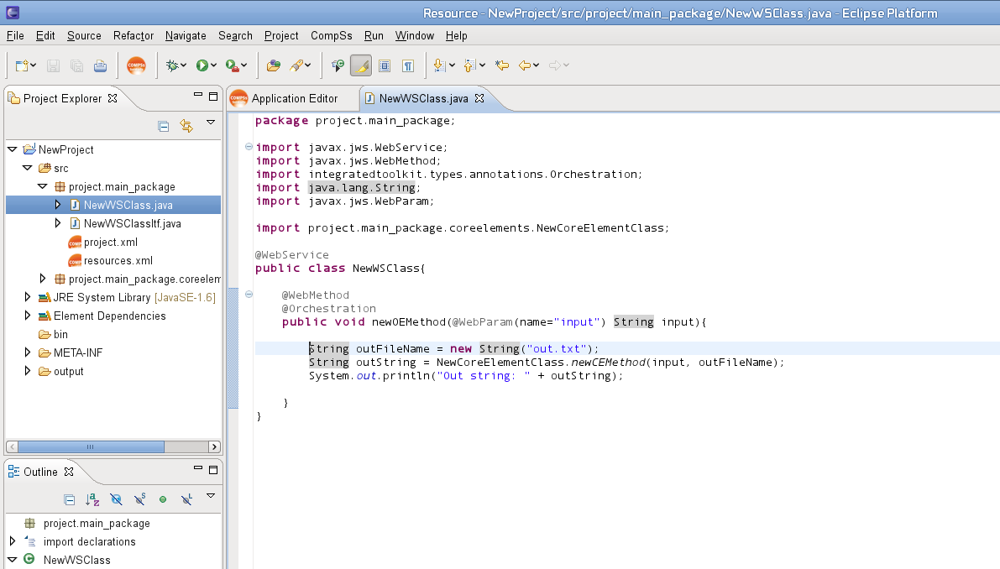 Resource - NewProject/src/project/main_package/NewWSClass.java - Eclipse Platform
File Edit Source Refactor Navigate Search Project CompSs Run Window Help
COMPSs
Project Explorer
NewProject
src
project.main_package
NewWSClass.java
NewWSClassItf.java
COMP project.xml
COMP resources.xml
project.main_package.coreelem
JRE System Library [JavaSE-1.6]
Element Dependencies
bin
META-INF
output
Outline
project.main_package
import declarations
NewWSClass
COMPSs Application Editor NewWSClass.java
package project.main_package;
import javax.jws.WebService;
import javax.jws.WebMethod;
import integratedtoolkit.types.annotations.Orchestration;
import java.lang.String;
import javax.jws.WebParam;
import project.main_package.coreelements.NewCoreElementClass;
@WebService
public class NewWSClass{
@WebMethod
@Orchestration
public void newOEMethod(@WebParam(name="input") String input){
String outFileName = new String("out.txt");
String outString = NewCoreElementClass.newCEMethod(input, outFileName);
System.out.println("Out string: " + outString);
}
}